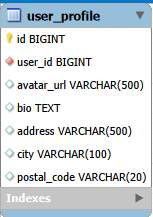 user_profile
id BIGINT
user_id BIGINT
avatar_url VARCHAR(500)
bio TEXT
address VARCHAR(500)
city VARCHAR(100)
postal_code VARCHAR(20)
Indexes